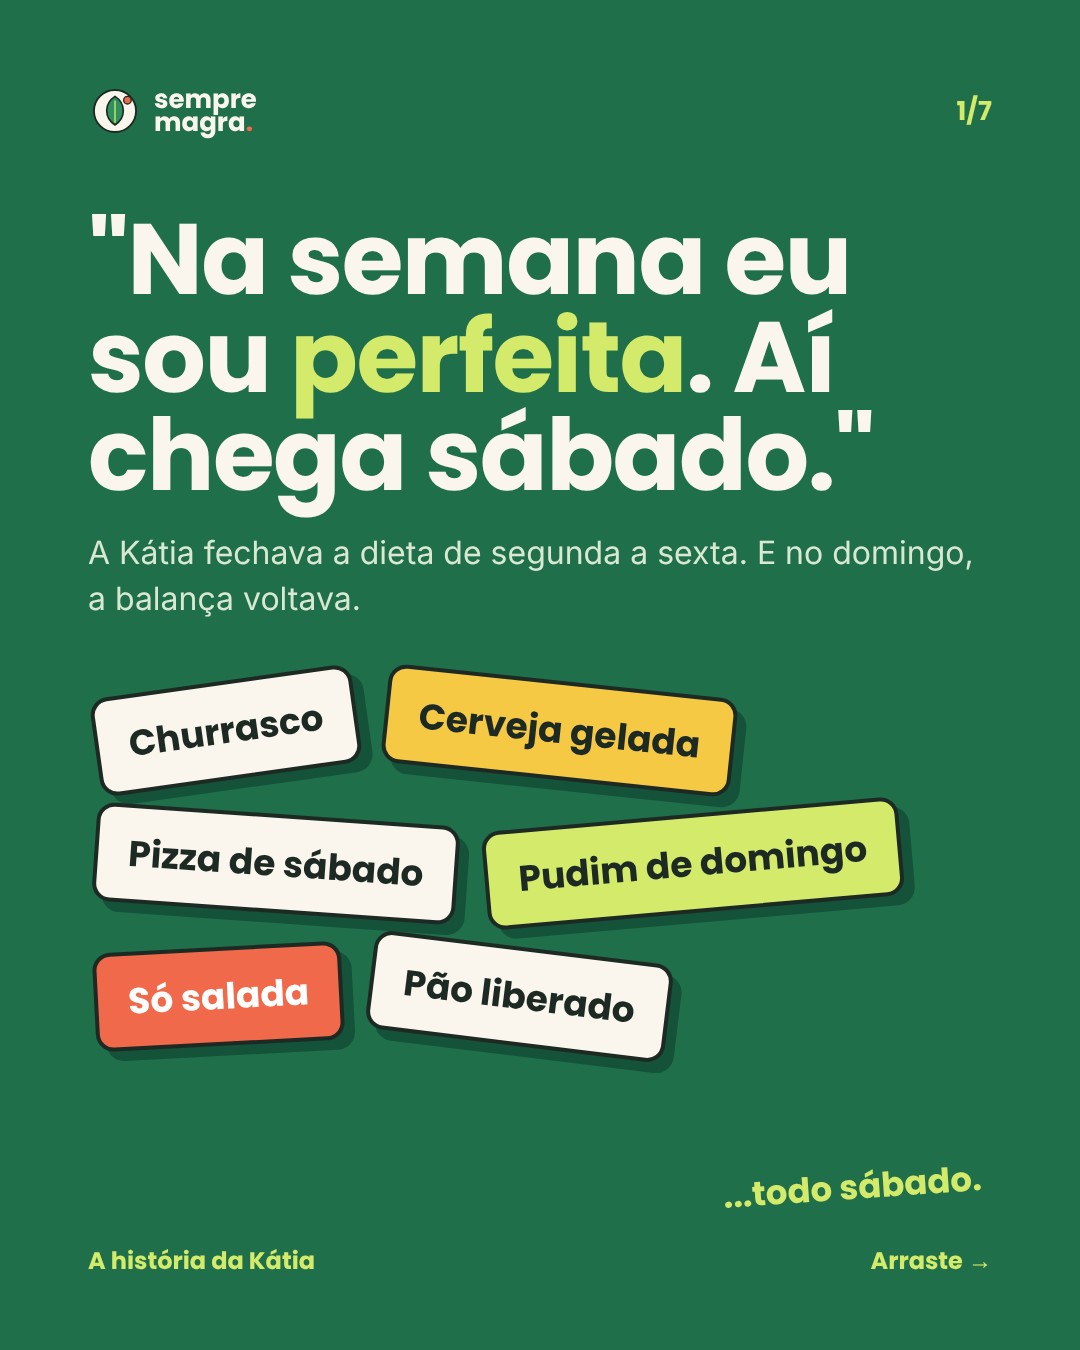 sempre
magra.
1/7
"Na semana eu
sou perfeita. Aí
chega sábado."
A Kátia fechava a dieta de segunda a sexta. E no domingo,
a balança voltava.
Churrasco
Cerveja gelada
Pizza de sábado
Pudim de domingo
Só salada
Pão liberado
...todo sábado.
A história da Kátia
Arraste →